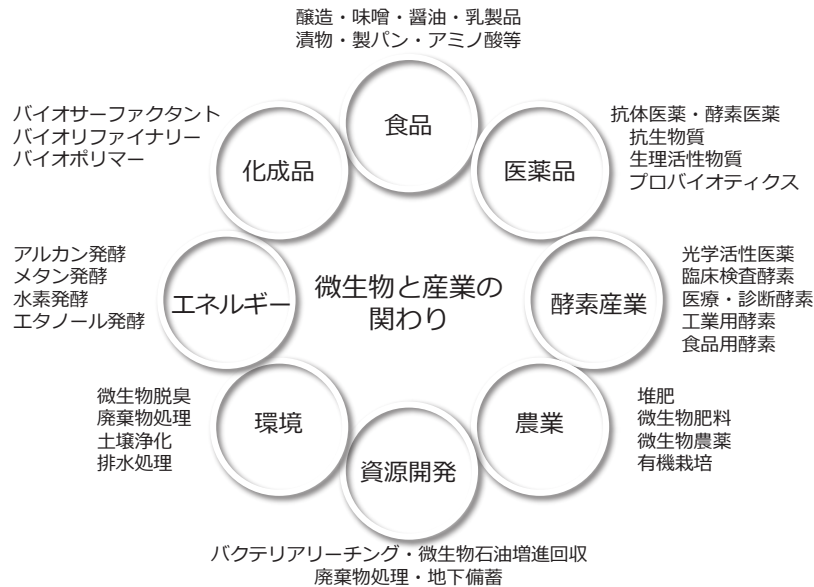 醸造・味噌・醤油・乳製品
漬物・製パン・アミノ酸等
食品
バイオサーファクタント
バイオリファイナリー
バイオポリマー
化成品
抗体医薬・酵素医薬
抗生物質
生理活性物質
プロバイオティクス
医薬品
アルカン発酵
メタン発酵
水素発酵
エタノール発酵
エネルギー
微生物と産業の
関わり
酵素産業
光学活性医薬
臨床検査酵素
医療・診断酵素
工業用酵素
食品用酵素
微生物脱臭
廃棄物処理
土壌浄化
排水処理
環境
農業
堆肥
微生物肥料
微生物農薬
有機栽培
資源開発
バクテリアリーチング・微生物石油増進回収
廃棄物処理・地下備蓄